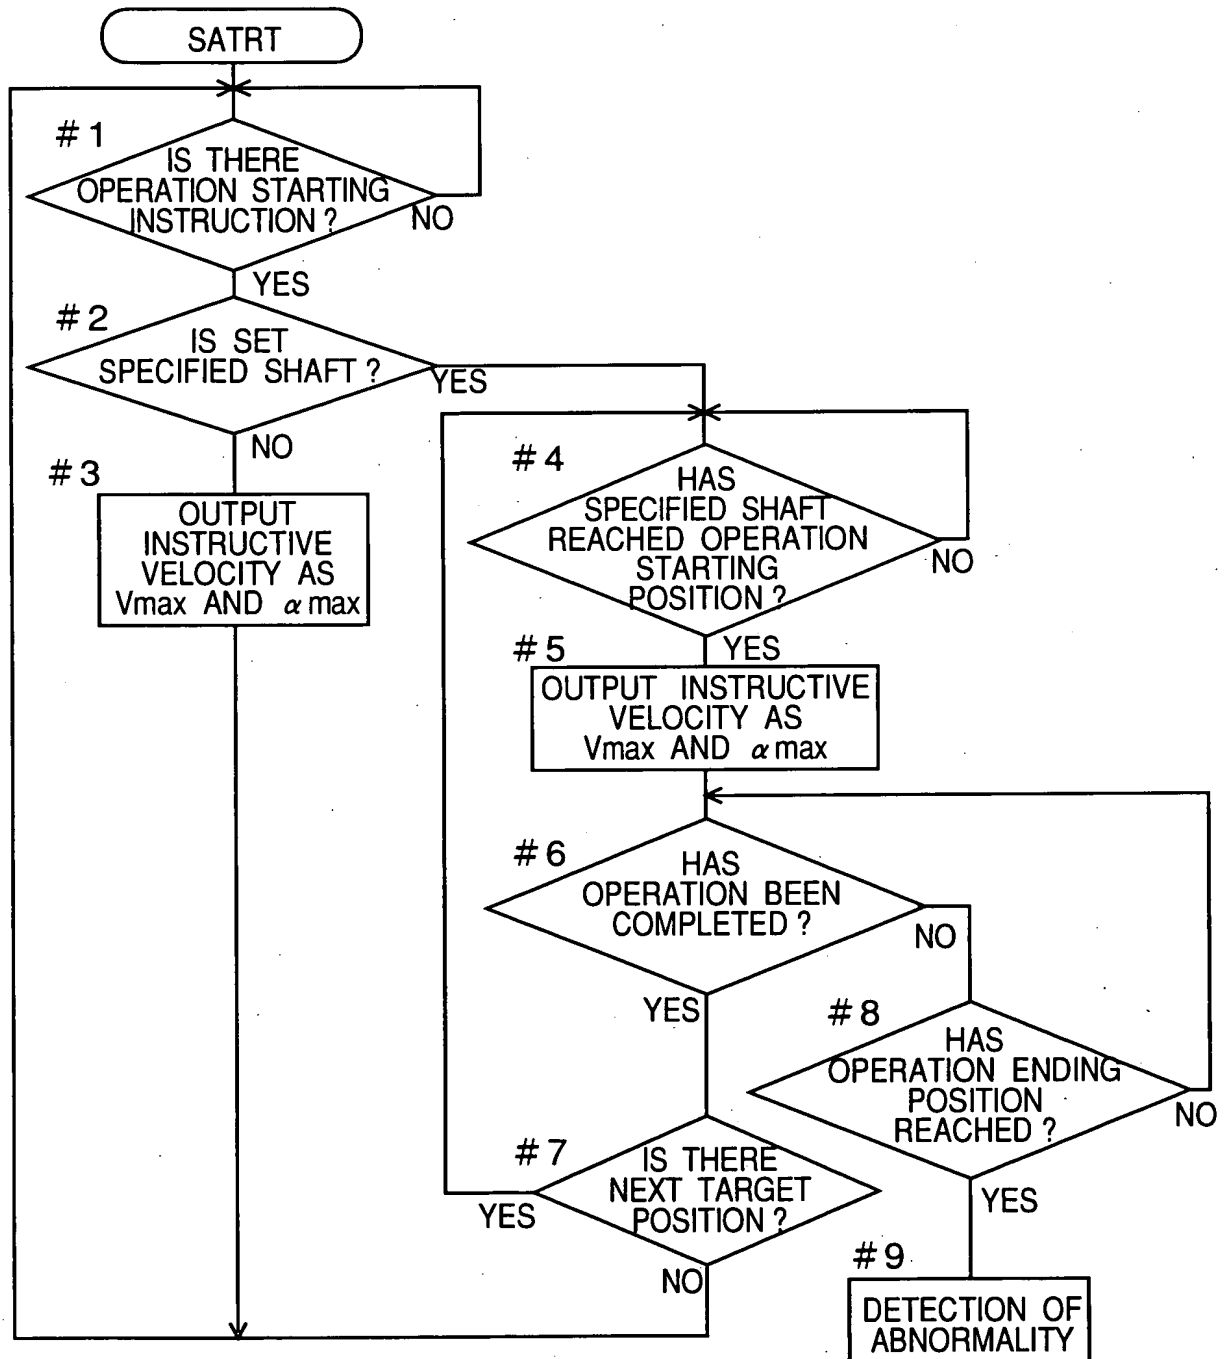 SATRT
#1
IS THERE
OPERATION STARTING
INSTRUCTION?
NO
YES
#2
IS SET
SPECIFIED SHAFT?
YES
NO
#3
OUTPUT
INSTRUCTIVE
VELOCITY AS
Vmax AND α max
#4
HAS
SPECIFIED SHAFT
REACHED OPERATION
STARTING
POSITION?
NO
YES
#5
OUTPUT INSTRUCTIVE
VELOCITY AS
Vmax AND α max
#6
HAS
OPERATION BEEN
COMPLETED?
NO
YES
#8
HAS
OPERATION ENDING
POSITION
REACHED?
NO
YES
#7
IS THERE
NEXT TARGET
POSITION?
YES
NO
#9
DETECTION OF
ABNORMALITY